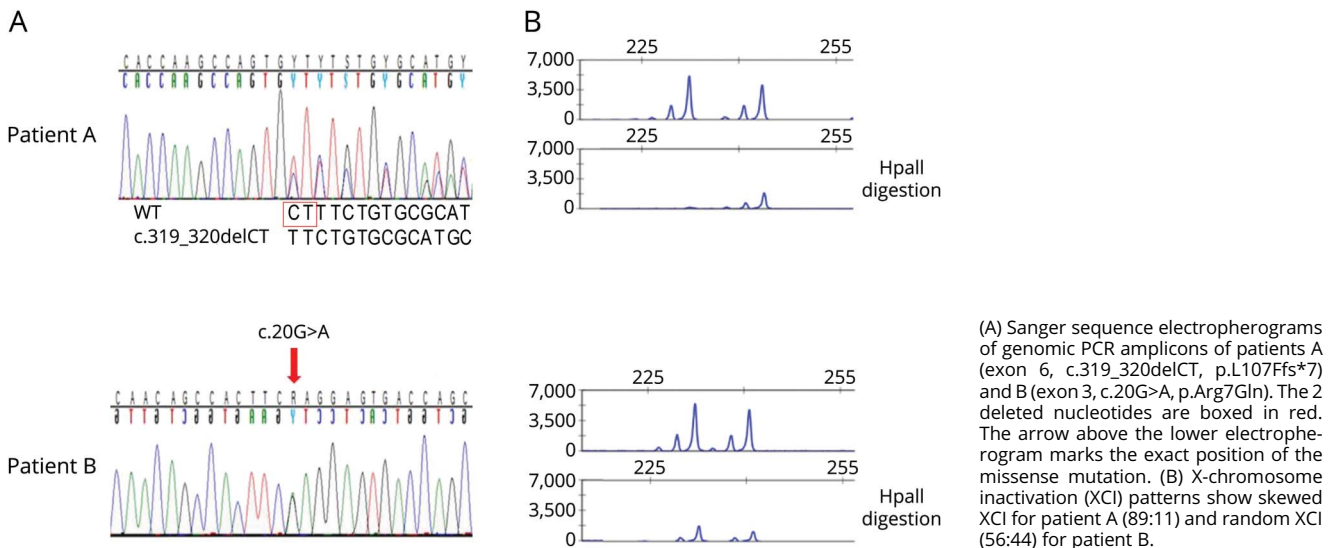 A
B
CACCAAGCCAGTGYTYTSTGYGCATGY
CACCAAGCCAGTGYTYTSTGYGCATGY
Patient A
WT
CTTTCTGTGCGCAT
c.319_320delCT
TTCTGTGCGCATGC
225 255
7,000
3,500
0
225 255
7,000
3,500
0
HpaII
digestion
c.20G>A
CAACAGCCACTTCRAGGAGTGACCAGC
Patient B
225 255
7,000
3,500
0
225 255
7,000
3,500
0
HpaII
digestion
(A) Sanger sequence electropherograms
of genomic PCR amplicons of patients A
(exon 6, c.319_320delCT, p.L107Ffs*7)
and B (exon 3, c.20G>A, p.Arg7Gln). The 2
deleted nucleotides are boxed in red.
The arrow above the lower electrophe-
rogram marks the exact position of the
missense mutation. (B) X-chromosome
inactivation (XCI) patterns show skewed
XCI for patient A (89:11) and random XCI
(56:44) for patient B.